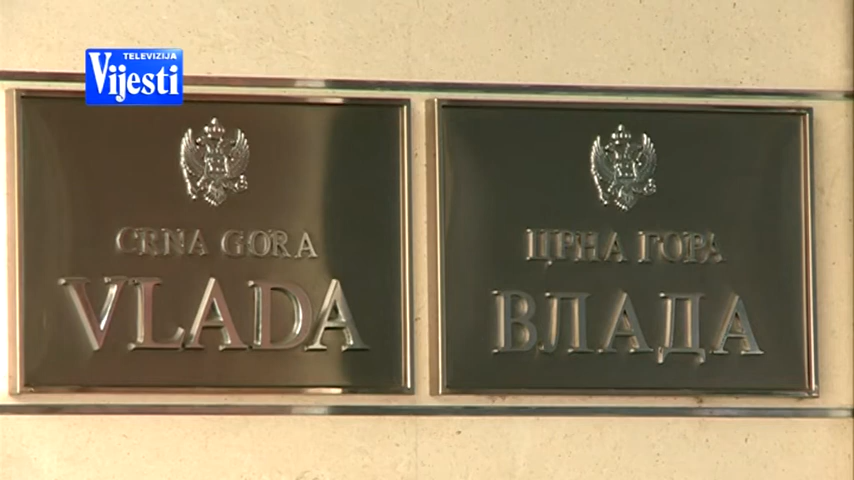 TELEVIZIJA
Vijesti
CRNA GORA
VLADA
ЦРНА ГОРА
ВЛАДА